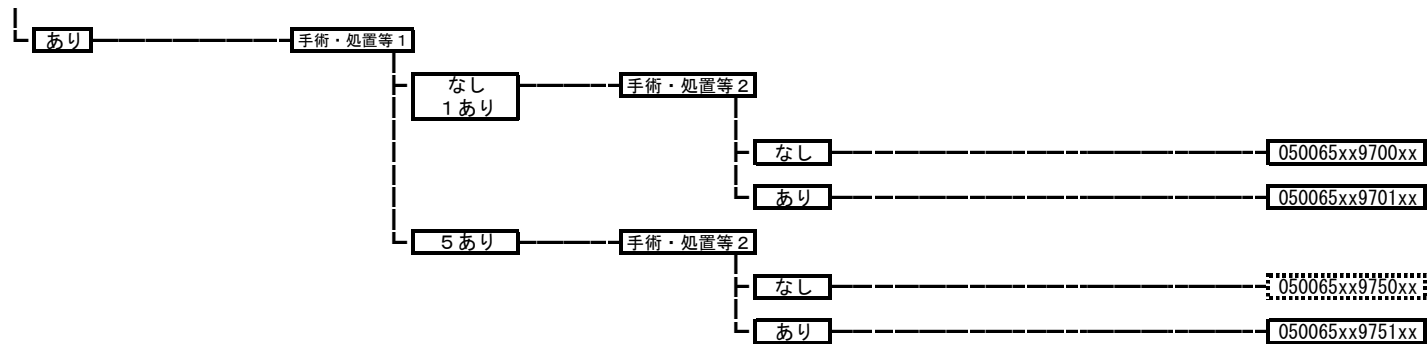 あり
手術・処置等1
なし
1あり
手術・処置等2
なし
050065xx9700xx
あり
050065xx9701xx
5あり
手術・処置等2
なし
050065xx9750xx
あり
050065xx9751xx